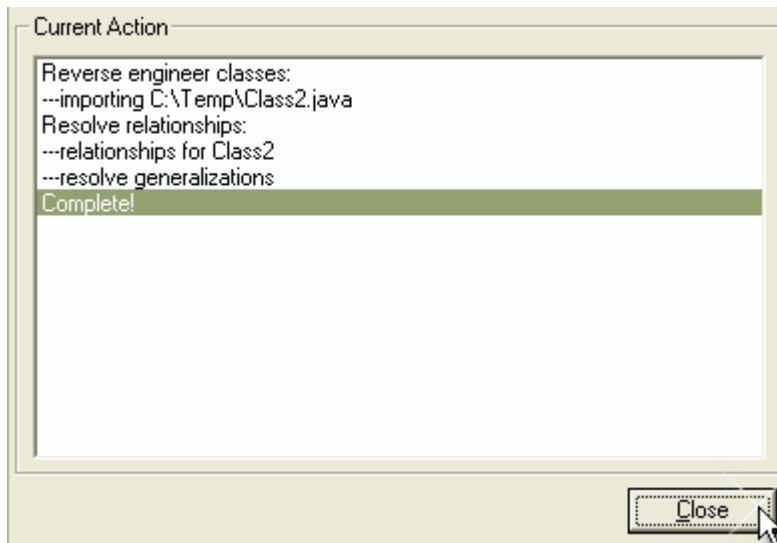 Current Action
Reverse engineer classes:
---importing C:\Temp\Class2.java
Resolve relationships:
---relationships for Class2
---resolve generalizations
Complete!
Close